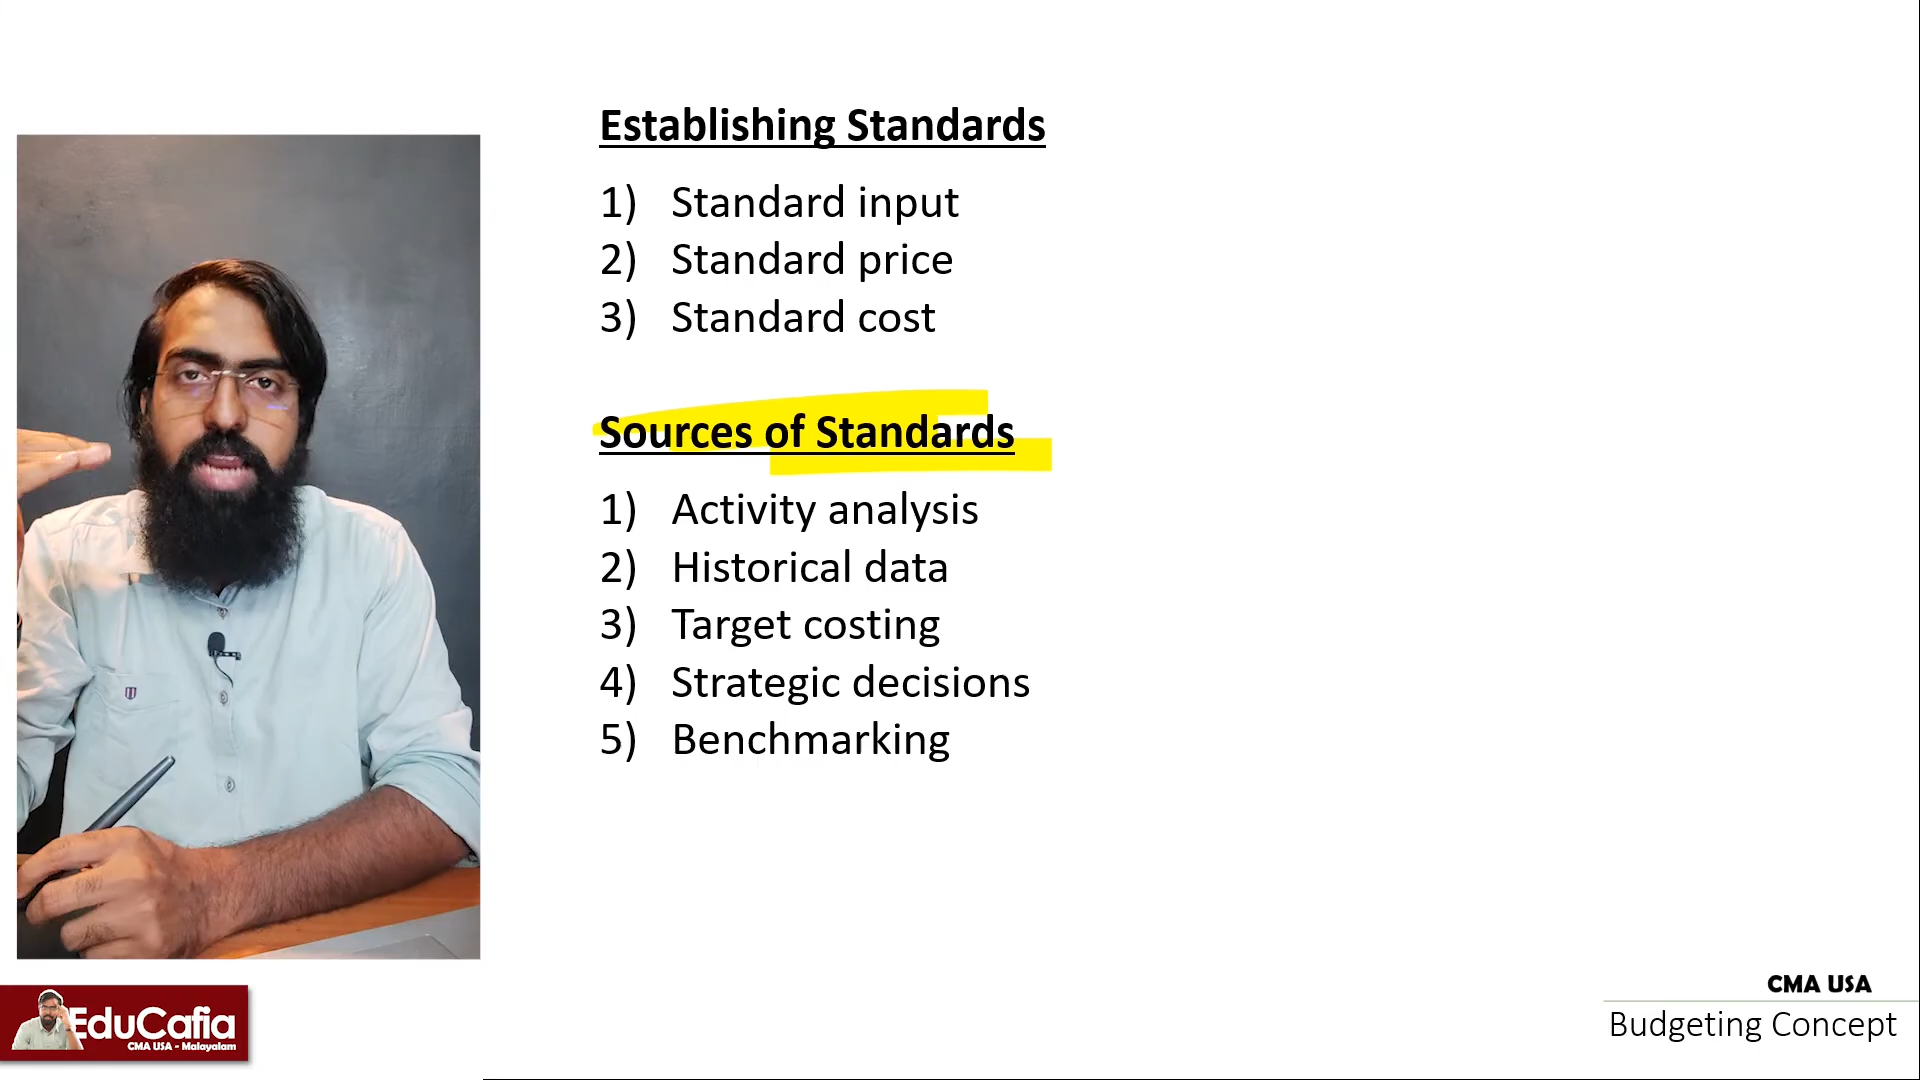 Establishing Standards
1) Standard input
2) Standard price
3) Standard cost
Sources of Standards
1) Activity analysis
2) Historical data
3) Target costing
4) Strategic decisions
5) Benchmarking
EduCafia
CMA USA - Malayalam
CMA USA
Budgeting Concept